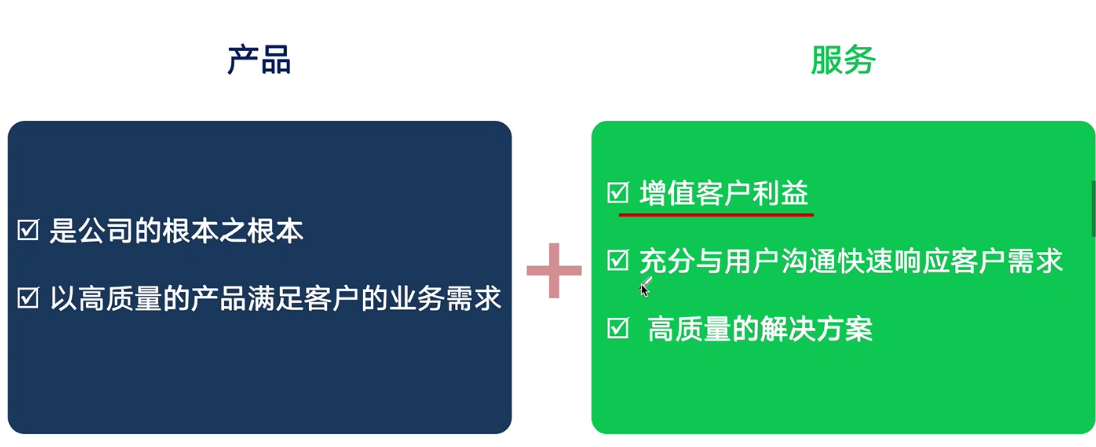 产品
服务
☑ 是公司的根本之根本
☑ 以高质量的产品满足客户的业务需求
+
☑ 增值客户利益
☑ 充分与用户沟通快速响应客户需求
☑ 高质量的解决方案